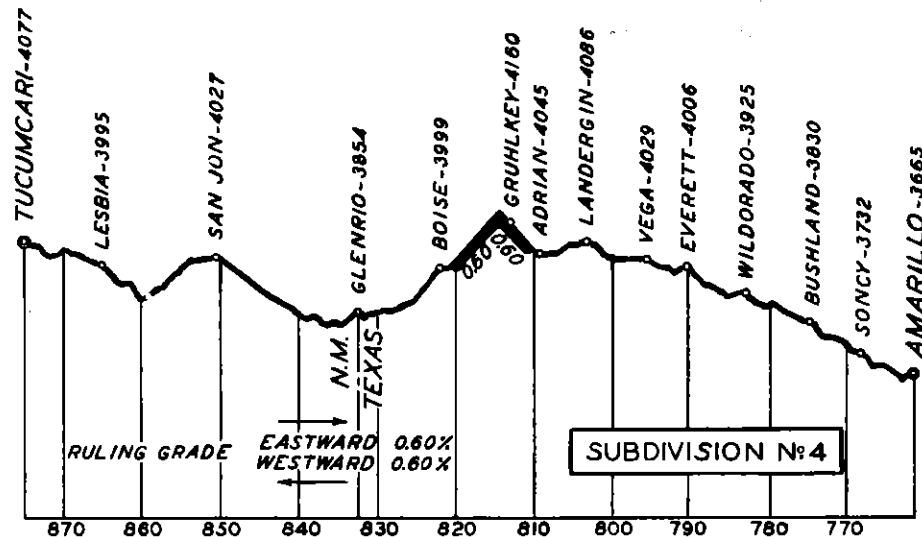 TUCUMCARI-4077
LESBIA-3995
SAN JON-4027
GLENRIO-3854
BOISE-3999
GRUHLKEY-4160
ADRIAN-4045
LANDERGIN-4086
VEGA-4029
EVERETT-4006
WILDORADO-3925
BUSHLAND-3830
SONCY-3732
AMARILLO-3665
0.60
0.60
N.M.
TEXAS
RULING GRADE
EASTWARD 0.60%
WESTWARD 0.60%
SUBDIVISION No 4
870 860 850 840 830 820 810 800 790 780 770